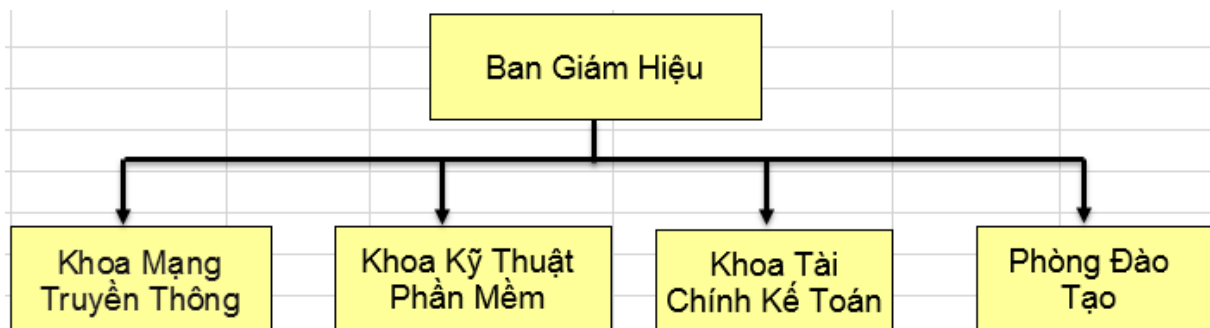 Ban Giám Hiệu
Khoa Mạng
Truyền Thông
Khoa Kỹ Thuật
Phần Mềm
Khoa Tài
Chính Kế Toán
Phòng Đào
Tạo